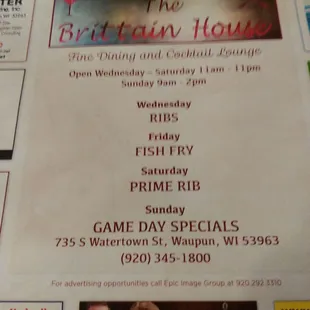 The
Brittain House
Fine Dining and Cocktail Lounge
Open Wednesday - Saturday 11am - 11pm
Sunday 9am - 2pm
Wednesday
RIBS
Friday
FISH FRY
Saturday
PRIME RIB
Sunday
GAME DAY SPECIALS
735 S Watertown St, Waupun, WI 53963
(920) 345-1800
For advertising opportunities call Epic Image Group at 920.292.3310